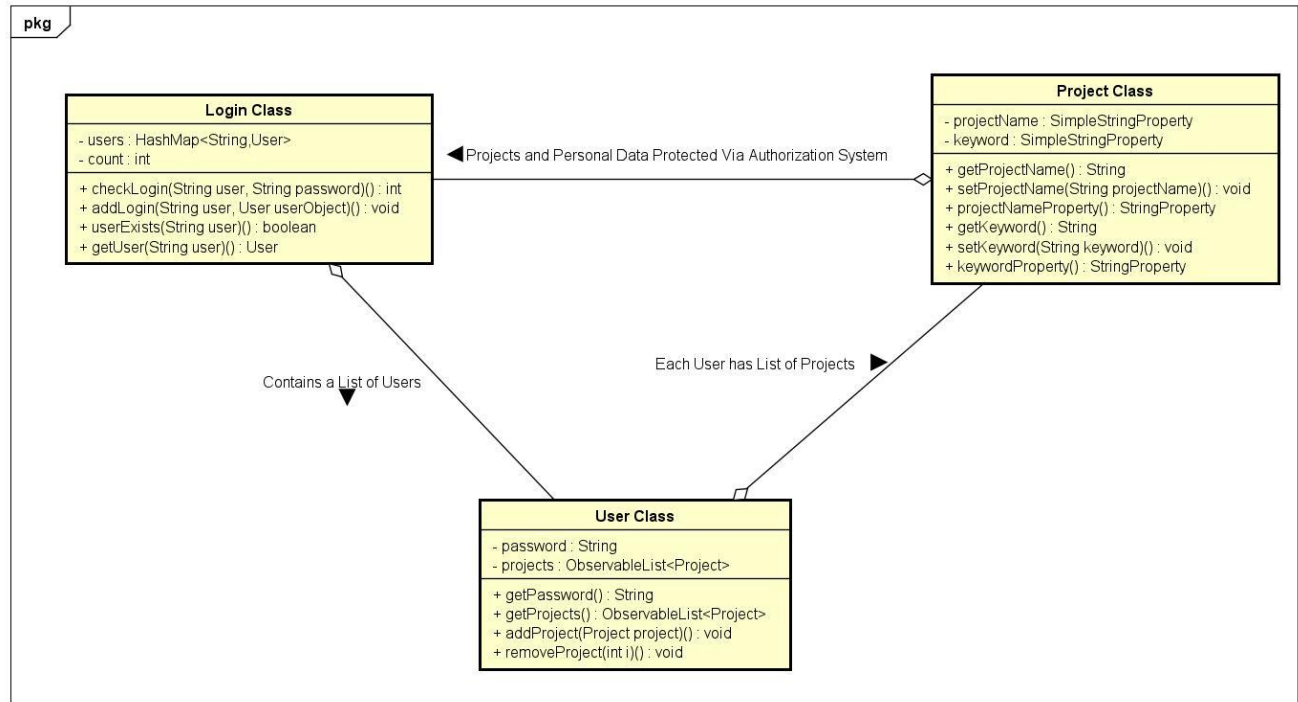 pkg
Login Class
- users : HashMap<String,User>
- count : int
+ checkLogin(String user, String password)() : int
+ addLogin(String user, User userObject)() : void
+ userExists(String user)() : boolean
+ getUser(String user)() : User
Projects and Personal Data Protected Via Authorization System
Project Class
- projectName : SimpleStringProperty
- keyword : SimpleStringProperty
+ getProjectName() : String
+ setProjectName(String projectName)() : void
+ projectNameProperty() : StringProperty
+ getKeyword() : String
+ setKeyword(String keyword)() : void
+ keywordProperty() : StringProperty
Contains a List of Users
Each User has List of Projects
User Class
- password : String
- projects : ObservableList<Project>
+ getPassword() : String
+ getProjects() : ObservableList<Project>
+ addProject(Project project)() : void
+ removeProject(int i)() : void